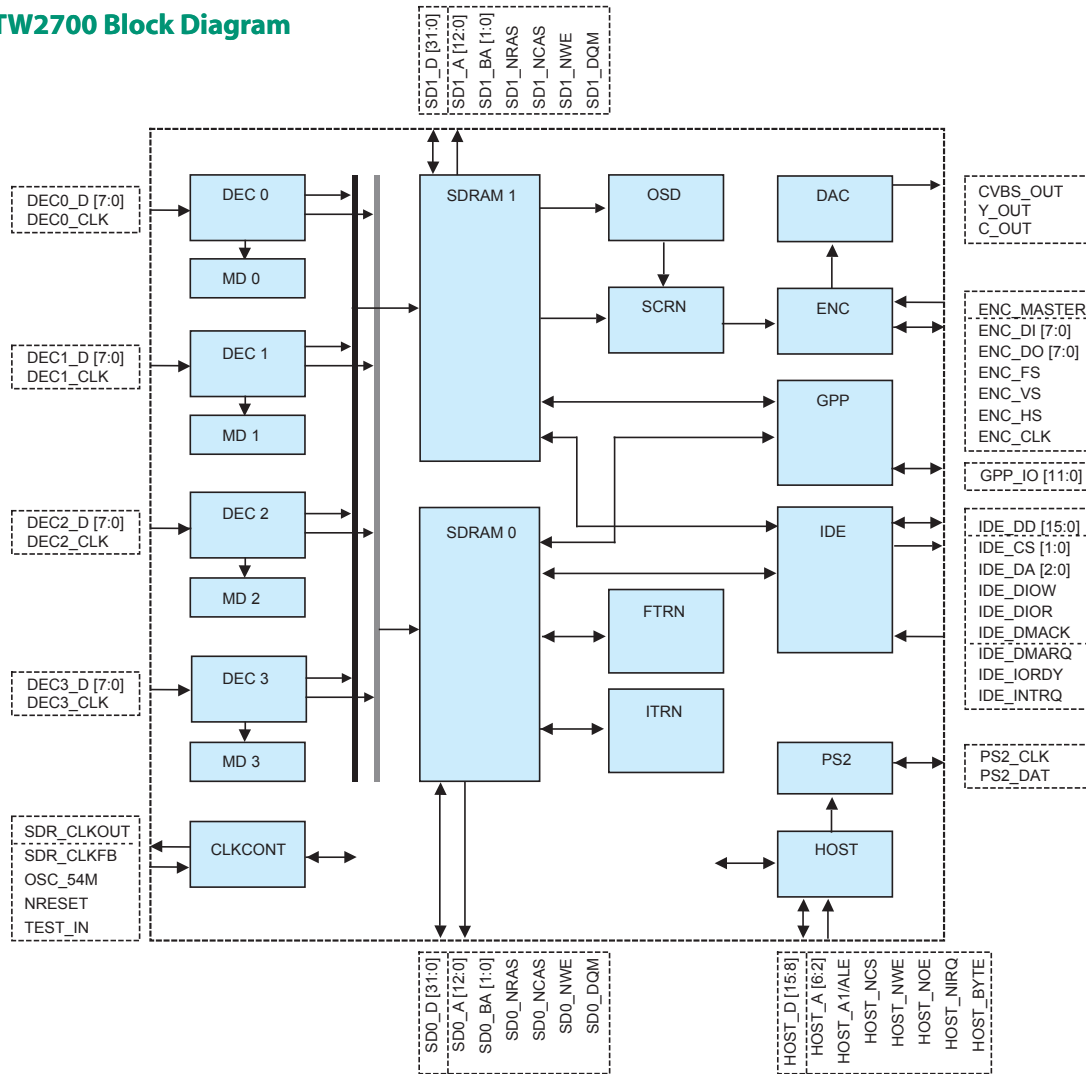 TW2700 Block Diagram
SD1_D [31:0]
SD1_A [12:0]
SD1_BA [1:0]
SD1_NRAS
SD1_NCAS
SD1_NWE
SD1_DQM
DEC0_D [7:0]
DEC0_CLK
DEC 0
MD 0
DEC1_D [7:0]
DEC1_CLK
DEC 1
MD 1
DEC2_D [7:0]
DEC2_CLK
DEC 2
MD 2
DEC3_D [7:0]
DEC3_CLK
DEC 3
MD 3
SDR_CLKOUT
SDR_CLKFB
OSC_54M
NRESET
TEST_IN
CLKCONT
SDRAM 1
SDRAM 0
OSD
SCRN
DAC
ENC
GPP
IDE
FTRN
ITRN
PS2
HOST
CVBS_OUT
Y_OUT
C_OUT
ENC_MASTER
ENC_DI [7:0]
ENC_DO [7:0]
ENC_FS
ENC_VS
ENC_HS
ENC_CLK
GPP_IO [11:0]
IDE_DD [15:0]
IDE_CS [1:0]
IDE_DA [2:0]
IDE_DIOW
IDE_DIOR
IDE_DMACK
IDE_DMARQ
IDE_IORDY
IDE_INTRQ
PS2_CLK
PS2_DAT
SD0_D [31:0]
SD0_A [12:0]
SD0_BA [1:0]
SD0_NRAS
SD0_NCAS
SD0_NWE
SD0_DQM
HOST_D [15:8]
HOST_A [6:2]
HOST_A1/ALE
HOST_NCS
HOST_NWE
HOST_NOE
HOST_NIRQ
HOST_BYTE